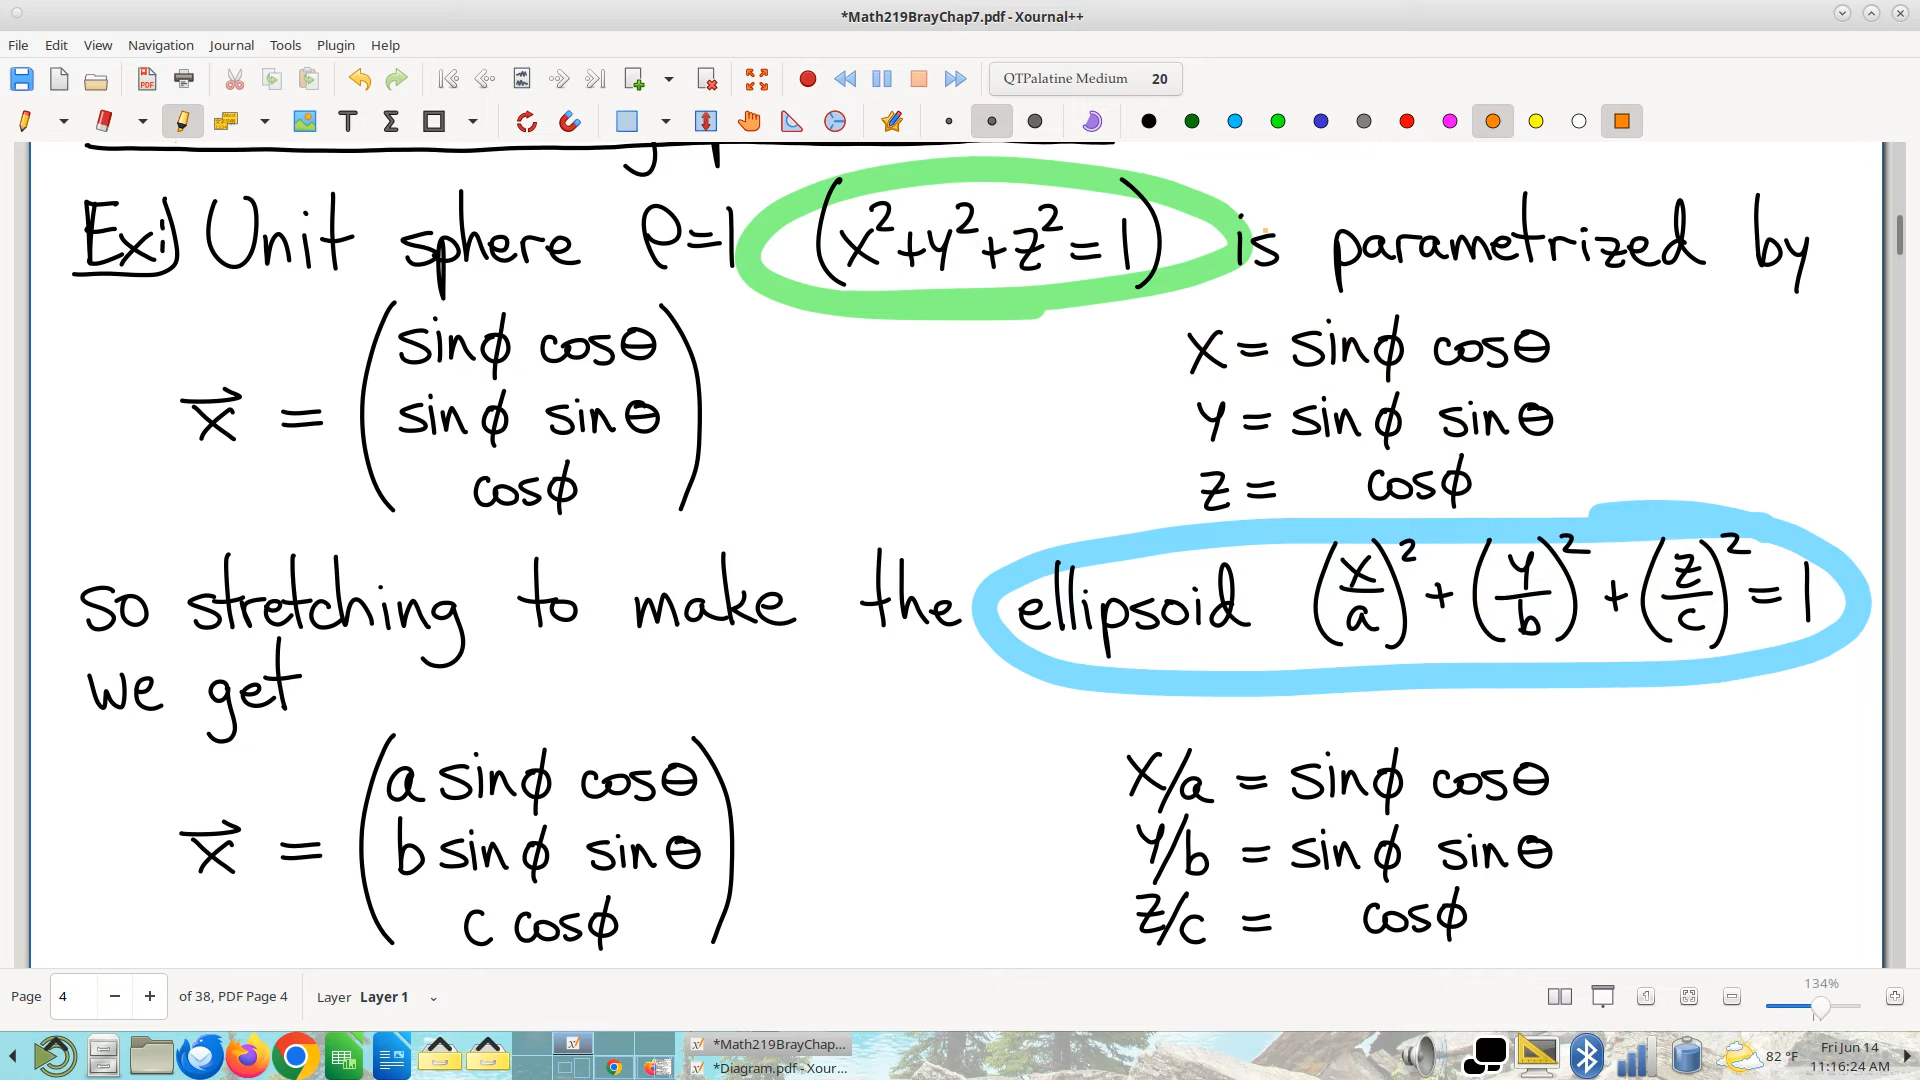 *Math219BrayChap7.pdf - Xournal++
File Edit View Navigation Journal Tools Plugin Help
QTPalatine Medium 20
Ex:) Unit sphere ρ=1 (x²+y²+z²=1) is parametrized by
sinφ cosθ
x = sinφ cosθ
x⃗ = sinφ sinθ
y = sinφ sinθ
cosφ
z = cosφ
so stretching to make the ellipsoid (x/a)² + (y/b)² + (z/c)² = 1
we get
a sinφ cosθ
x/a = sinφ cosθ
x⃗ = b sinφ sinθ
y/b = sinφ sinθ
c cosφ
z/c = cosφ
Page 4 of 38, PDF Page 4 Layer Layer 1 134%
*Math219BrayChap...
*Diagram.pdf - Xour...
82 °F
Fri Jun 14
11:16:24 AM